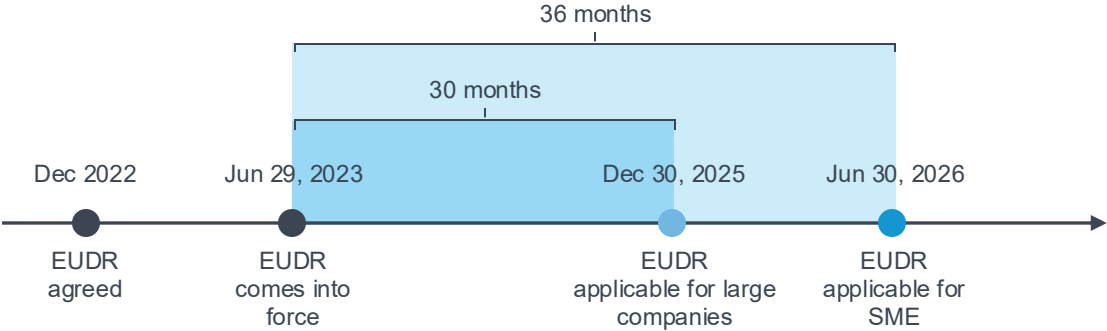 36 months
30 months
Dec 2022
Jun 29, 2023
Dec 30, 2025
Jun 30, 2026
EUDR
agreed
EUDR
comes into
force
EUDR
applicable for large
companies
EUDR
applicable for
SME